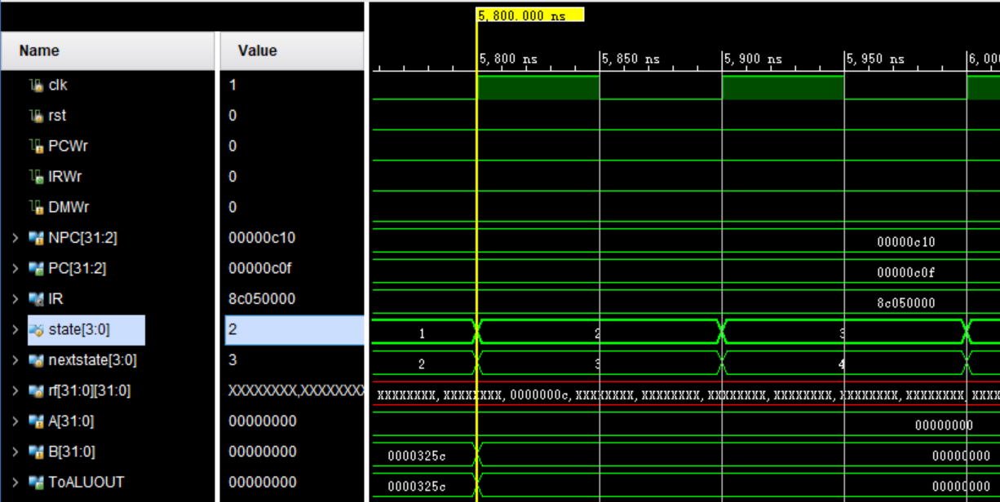 5,800.000 ns
Name Value
5,800 ns 5,850 ns 5,900 ns 5,950 ns 6,00
clk 1
rst 0
PCWr 0
IRWr 0
DMWr 0
NPC[31:2] 00000c10 00000c10
PC[31:2] 00000c0f 00000c0f
IR 8c050000 8c050000
state[3:0] 2 1 2 3
nextstate[3:0] 3 2 3 4
rf[31:0][31:0] XXXXXXXX,XXXXXXXX XXXXXXXX, XXXXXXXX, 0000000c, XXXXXXXX, XXXXXXXX, XXXXXXXX, XXXXXXXX, XXXXXXXX, XXXXXXXX, XXXX
A[31:0] 00000000 00000000
B[31:0] 00000000 0000325c 00000000
ToALUOUT 00000000 0000325c 00000000